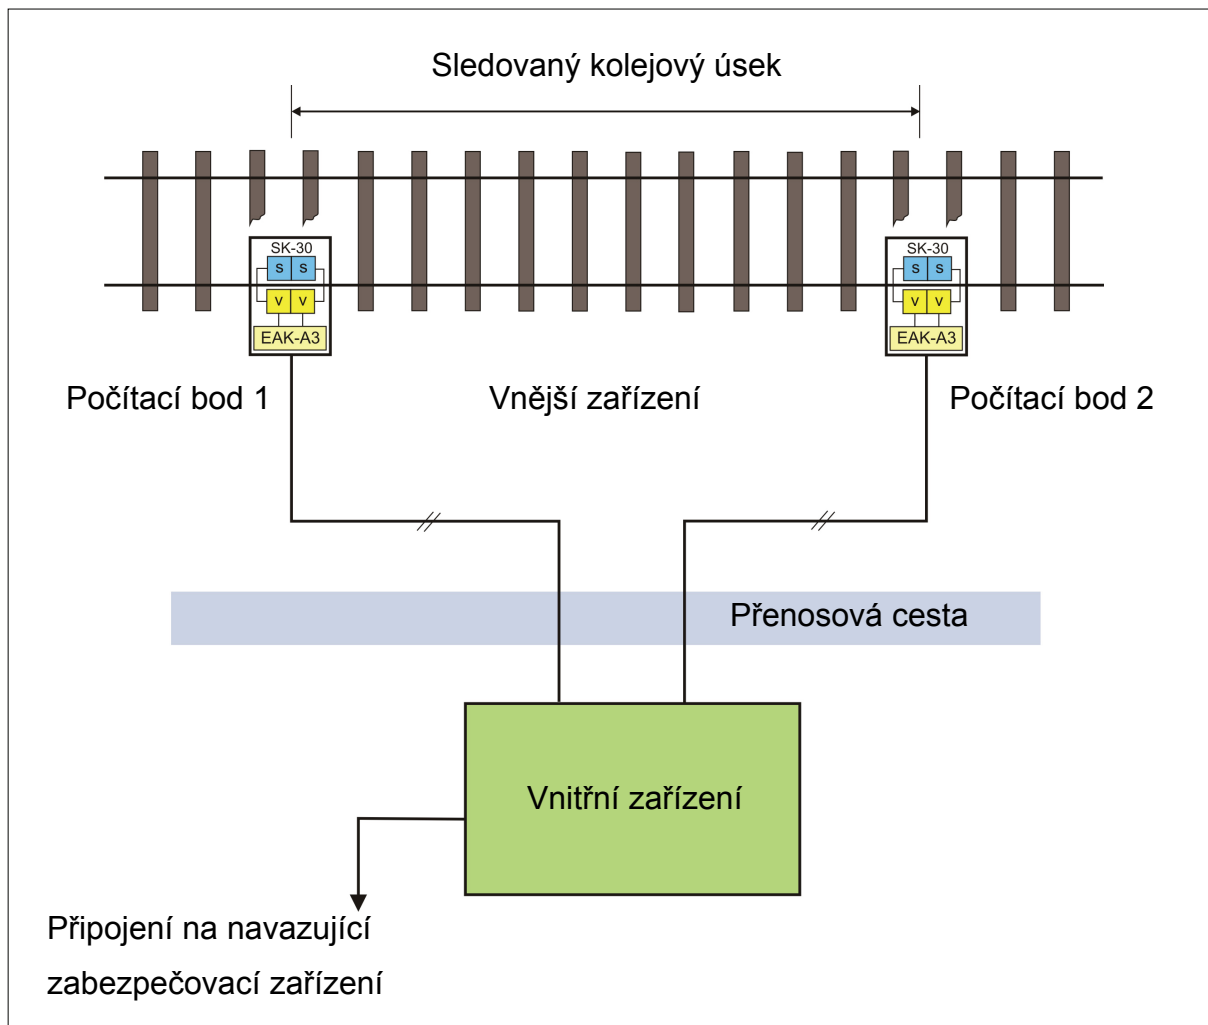 Sledovaný kolejový úsek
SK-30
s s
v v
EAK-A3
SK-30
s s
v v
EAK-A3
Počítací bod 1
Vnější zařízení
Počítací bod 2
Přenosová cesta
Vnitřní zařízení
Připojení na navazující
zabezpečovací zařízení